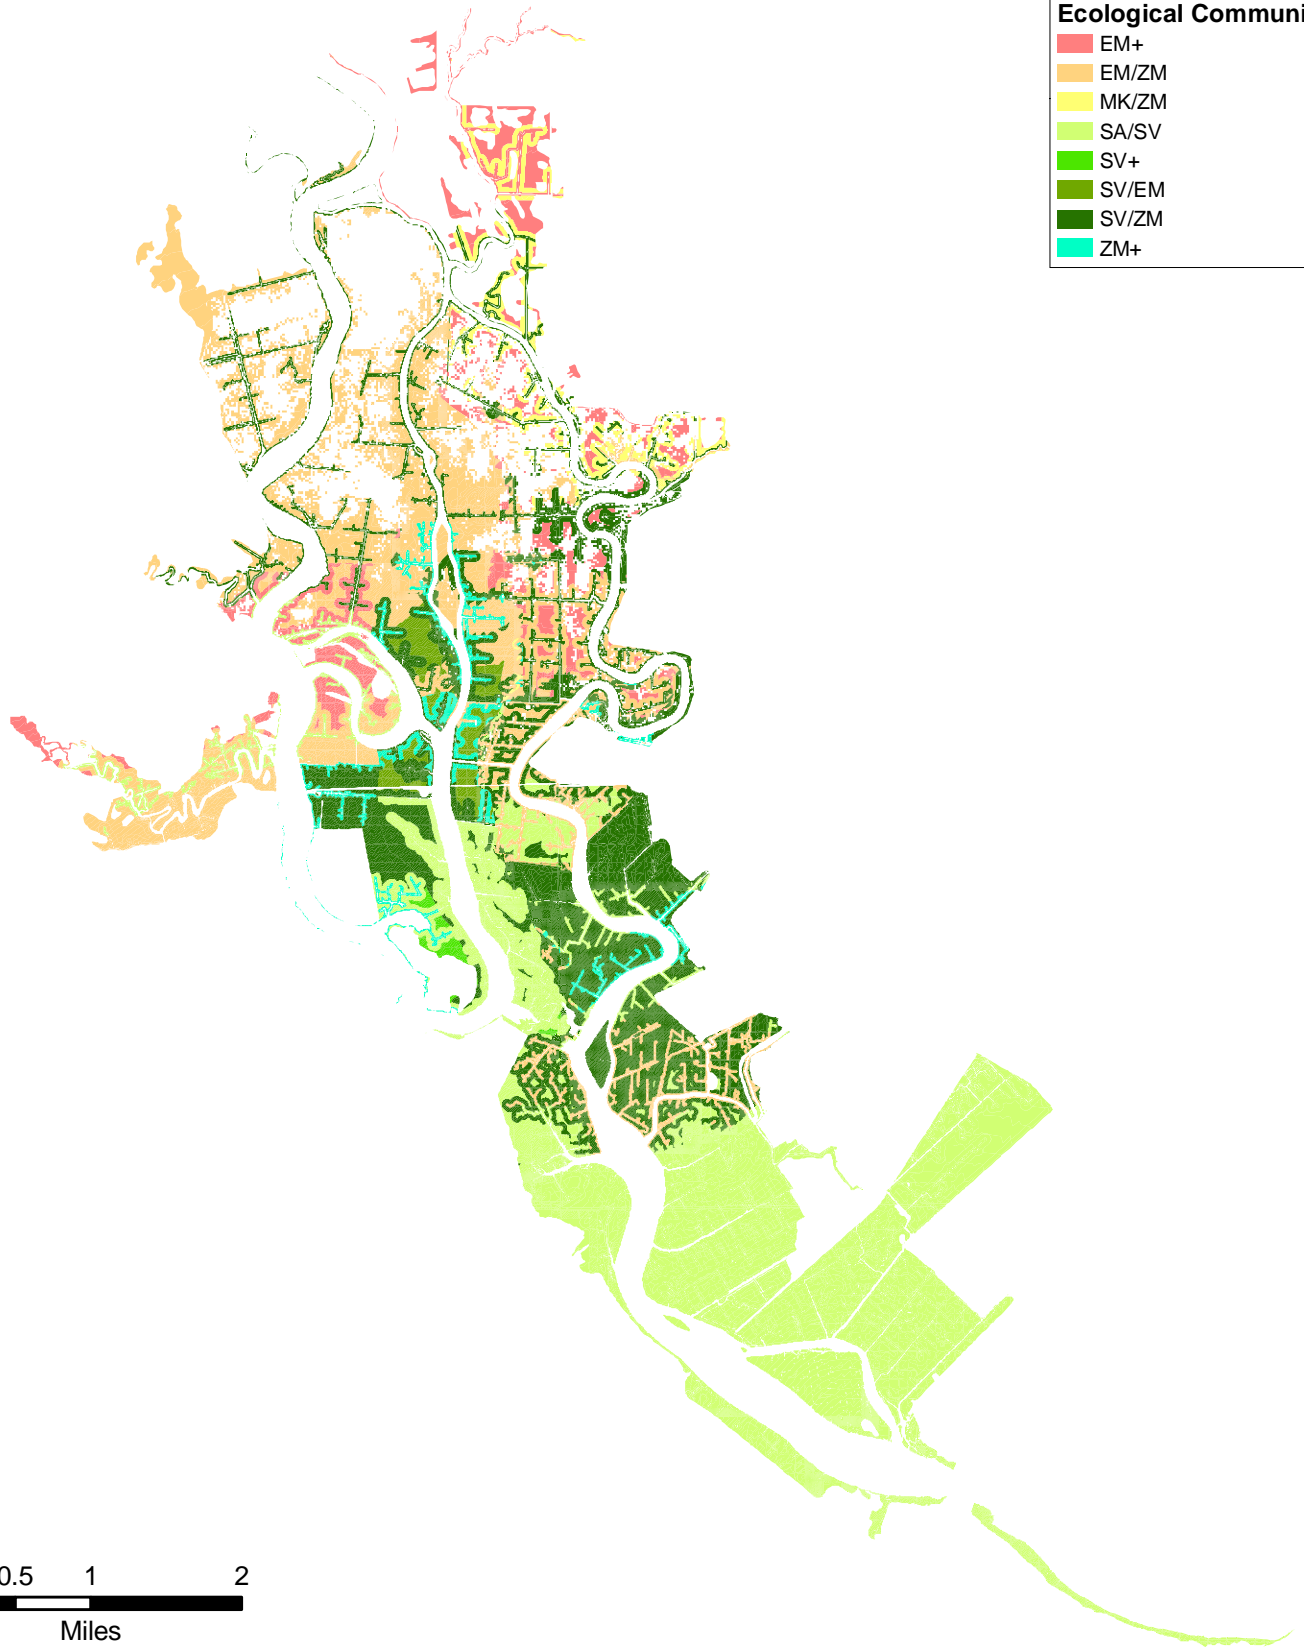 Ecological Communi
EM+
EM/ZM
MK/ZM
SA/SV
SV+
SV/EM
SV/ZM
ZM+
0.5 1 2
Miles